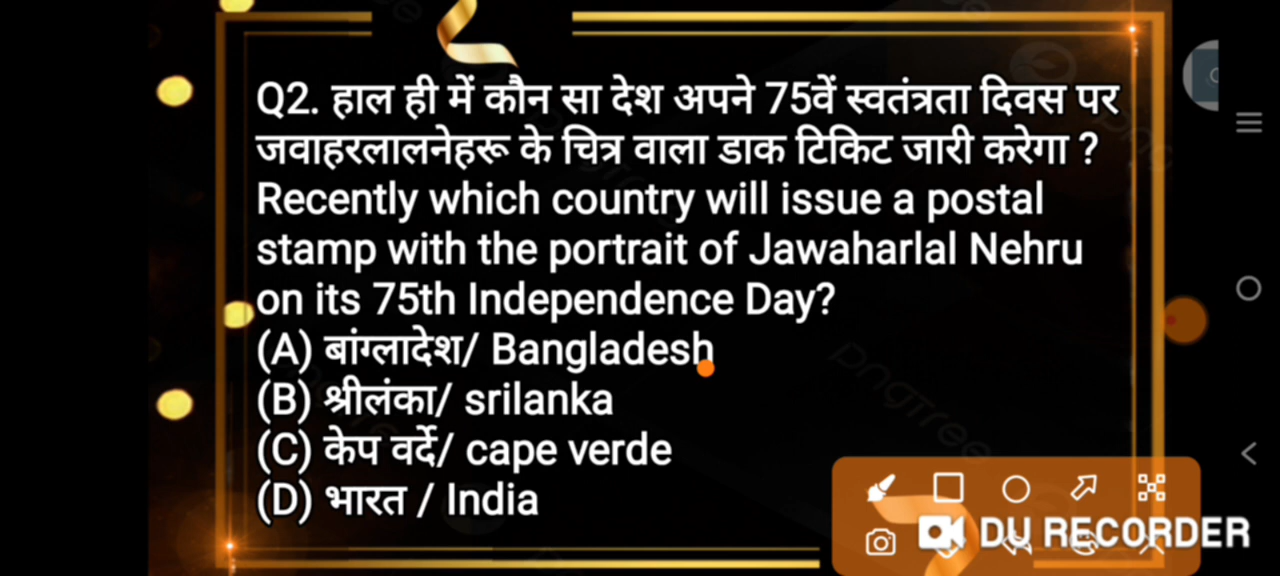 Q2. हाल ही में कौन सा देश अपने 75वें स्वतंत्रता दिवस पर
जवाहरलालनेहरू के चित्र वाला डाक टिकिट जारी करेगा ?
Recently which country will issue a postal
stamp with the portrait of Jawaharlal Nehru
on its 75th Independence Day?
(A) बांग्लादेश/ Bangladesh
(B) श्रीलंका/ srilanka
(C) केप वर्दे/ cape verde
(D) भारत / India
pngtree
DU RECORDER